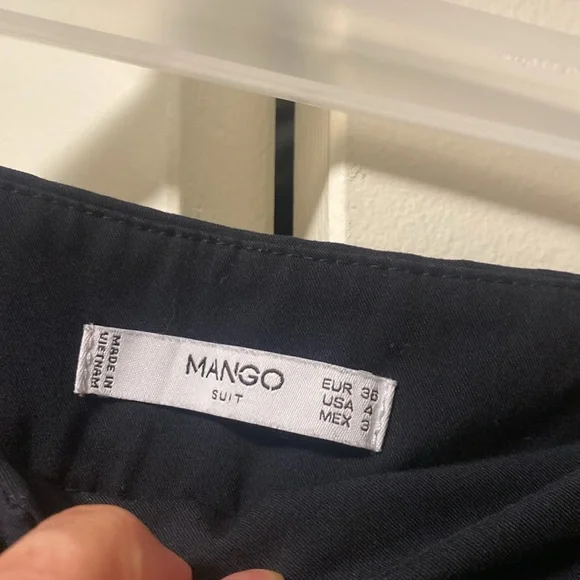 MADE IN
VIETNAM
MANGO
SUIT
EUR 36
USA 4
MEX 3